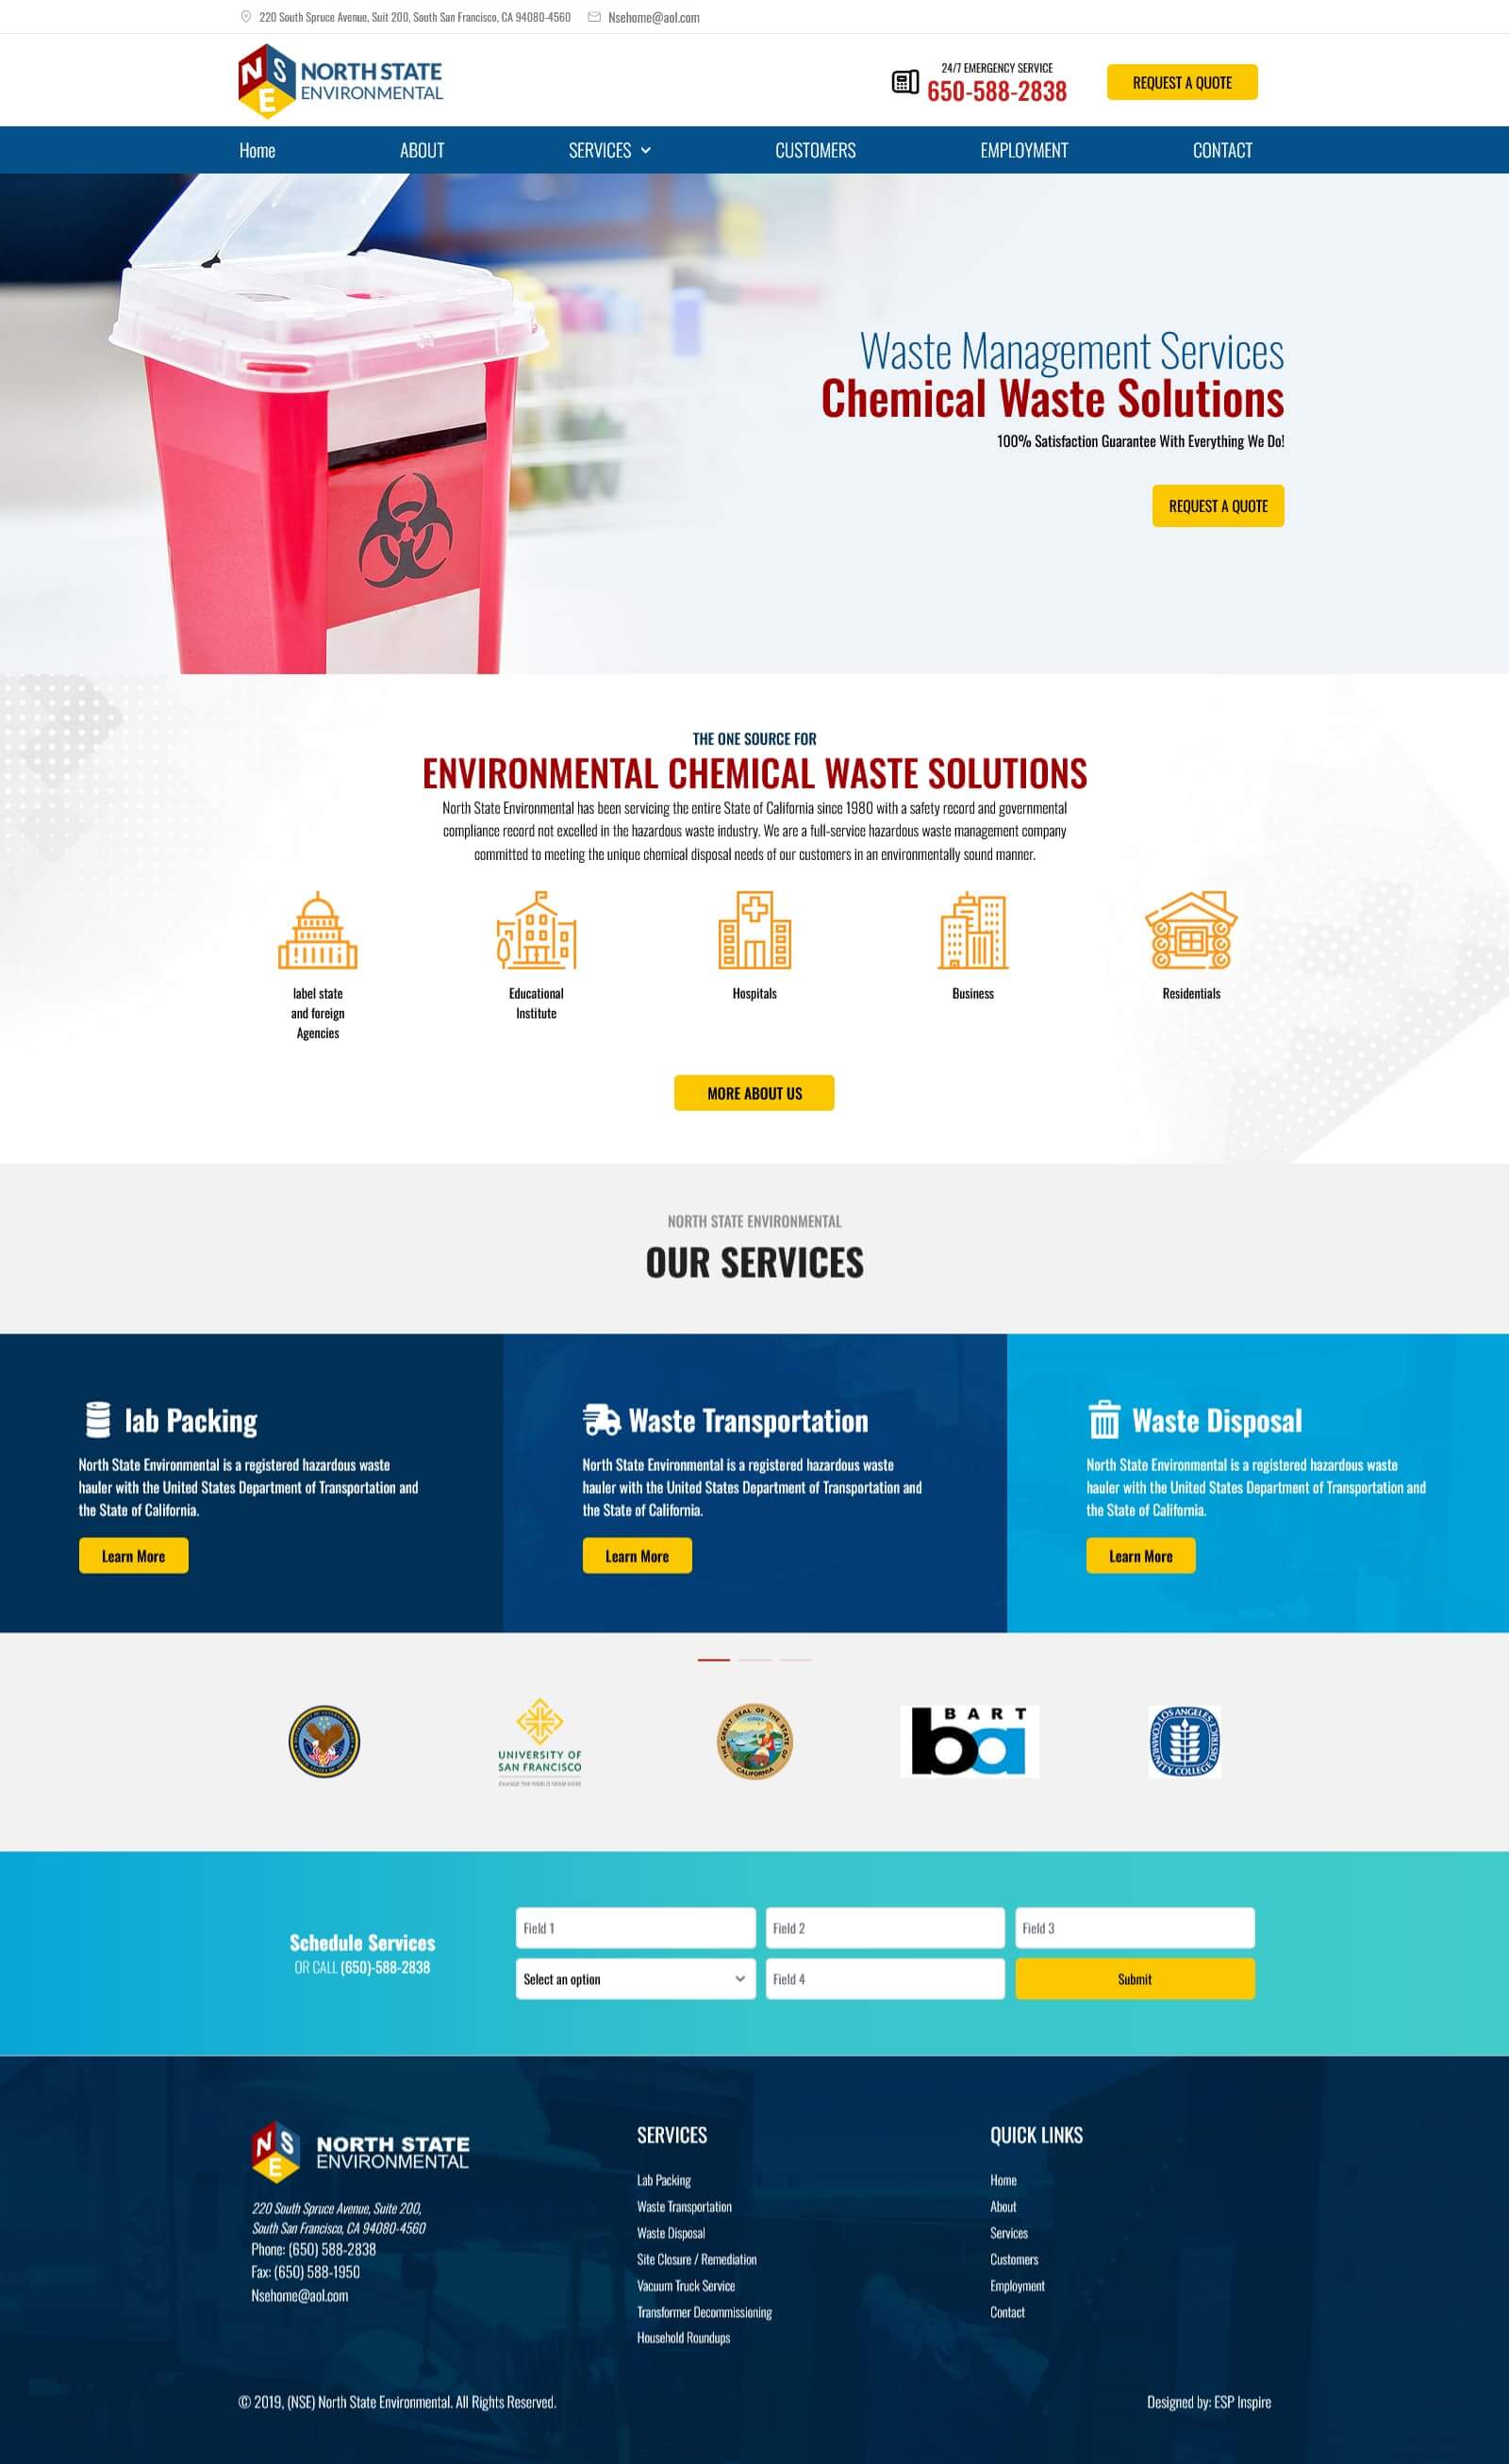 220 South Spruce Avenue, Suit 200, South San Francisco, CA 94080-4560
Nsehome@aol.com
NSE
NORTH STATE
ENVIRONMENTAL
24/7 EMERGENCY SERVICE
650-588-2838
REQUEST A QUOTE
Home ABOUT SERVICES CUSTOMERS EMPLOYMENT CONTACT
Waste Management Services
Chemical Waste Solutions
100% Satisfaction Guarantee With Everything We Do!
REQUEST A QUOTE
THE ONE SOURCE FOR
ENVIRONMENTAL CHEMICAL WASTE SOLUTIONS
North State Environmental has been servicing the entire State of California since 1980 with a safety record and governmental
compliance record not excelled in the hazardous waste industry. We are a full-service hazardous waste management company
committed to meeting the unique chemical disposal needs of our customers in an environmentally sound manner.
label state
and foreign
Agencies
Educational
Institute
Hospitals
Business
Residentials
MORE ABOUT US
NORTH STATE ENVIRONMENTAL
OUR SERVICES
lab Packing
North State Environmental is a registered hazardous waste
hauler with the United States Department of Transportation and
the State of California.
Learn More
Waste Transportation
North State Environmental is a registered hazardous waste
hauler with the United States Department of Transportation and
the State of California.
Learn More
Waste Disposal
North State Environmental is a registered hazardous waste
hauler with the United States Department of Transportation and
the State of California.
Learn More
UNIVERSITY OF
SAN FRANCISCO
CHANGE THE WORLD FROM HERE
THE GREAT SEAL OF THE STATE OF CALIFORNIA
BART
ba
LOS ANGELES COMMUNITY COLLEGE DISTRICT
Schedule Services
OR CALL (650)-588-2838
Field 1
Field 2
Field 3
Select an option
Field 4
Submit
NSE
NORTH STATE
ENVIRONMENTAL
220 South Spruce Avenue, Suite 200,
South San Francisco, CA 94080-4560
Phone: (650) 588-2838
Fax: (650) 588-1950
Nsehome@aol.com
SERVICES
Lab Packing
Waste Transportation
Waste Disposal
Site Closure / Remediation
Vacuum Truck Service
Transformer Decommissioning
Household Roundups
QUICK LINKS
Home
About
Services
Customers
Employment
Contact
© 2019, (NSE) North State Environmental. All Rights Reserved.
Designed by: ESP Inspire